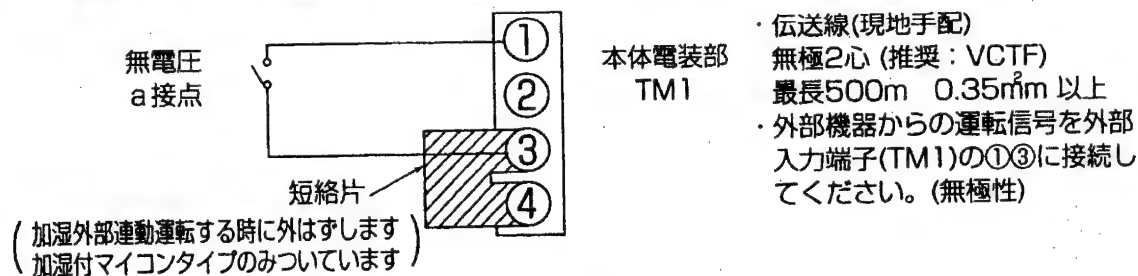 無電圧
a接点
①
②
③
④
短絡片
(加湿外部連動運転する時に外はずします
加湿付マイコンタイプのみついています)
本体電装部
TM1
・伝送線(現地手配)
無極2心 (推奨：VCTF)
最長500m 0.35mm² 以上
・外部機器からの運転信号を外部
入力端子(TM1)の①③に接続し
てください。(無極性)